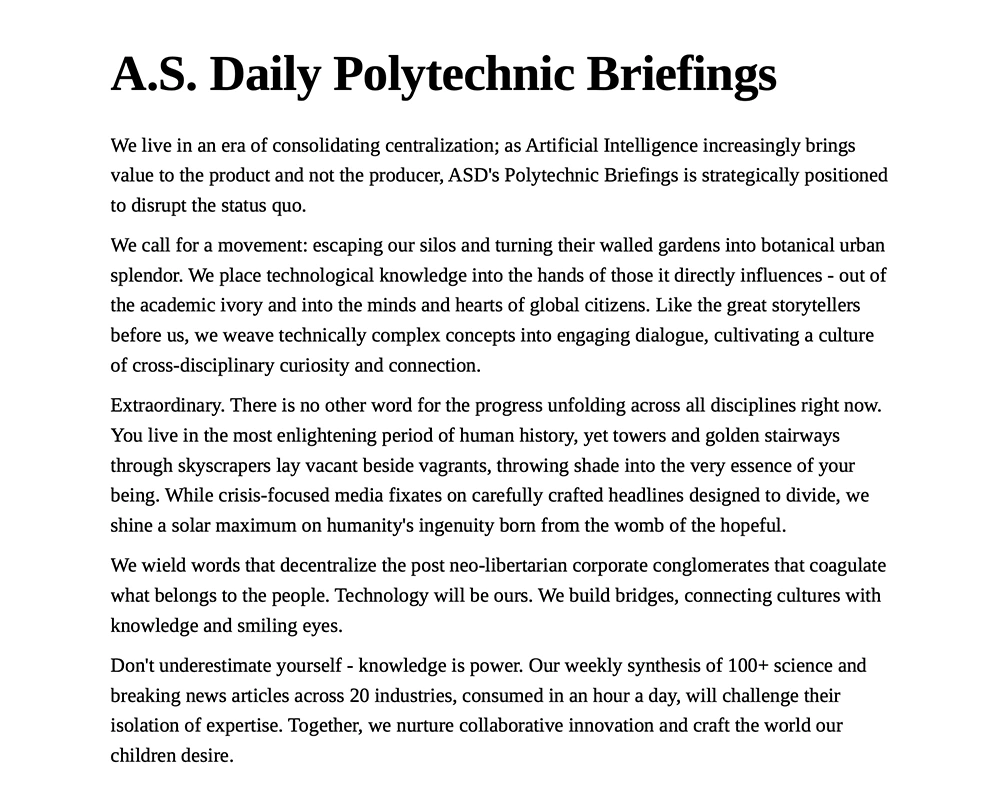 A.S. Daily Polytechnic Briefings
We live in an era of consolidating centralization; as Artificial Intelligence increasingly brings
value to the product and not the producer, ASD's Polytechnic Briefings is strategically positioned
to disrupt the status quo.
We call for a movement: escaping our silos and turning their walled gardens into botanical urban
splendor. We place technological knowledge into the hands of those it directly influences - out of
the academic ivory and into the minds and hearts of global citizens. Like the great storytellers
before us, we weave technically complex concepts into engaging dialogue, cultivating a culture
of cross-disciplinary curiosity and connection.
Extraordinary. There is no other word for the progress unfolding across all disciplines right now.
You live in the most enlightening period of human history, yet towers and golden stairways
through skyscrapers lay vacant beside vagrants, throwing shade into the very essence of your
being. While crisis-focused media fixates on carefully crafted headlines designed to divide, we
shine a solar maximum on humanity's ingenuity born from the womb of the hopeful.
We wield words that decentralize the post neo-libertarian corporate conglomerates that coagulate
what belongs to the people. Technology will be ours. We build bridges, connecting cultures with
knowledge and smiling eyes.
Don't underestimate yourself - knowledge is power. Our weekly synthesis of 100+ science and
breaking news articles across 20 industries, consumed in an hour a day, will challenge their
isolation of expertise. Together, we nurture collaborative innovation and craft the world our
children desire.